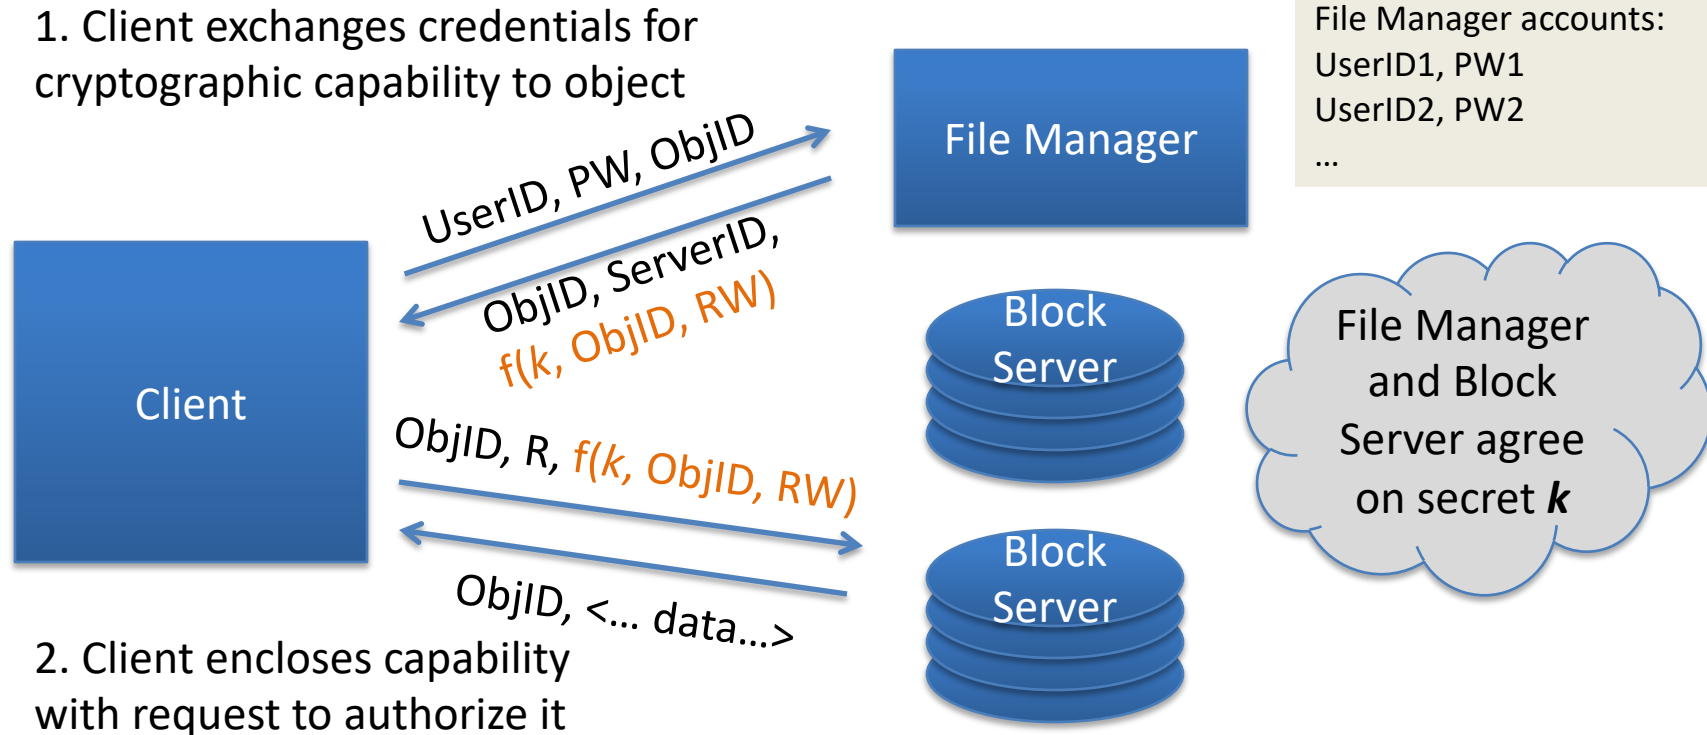 1. Client exchanges credentials for
cryptographic capability to object
File Manager accounts:
UserID1, PW1
UserID2, PW2
…
File Manager
UserID, PW, ObjID
ObjID, ServerID,
f(k, ObjID, RW)
Client
Block
Server
File Manager
and Block
Server agree
on secret k
ObjID, R, f(k, ObjID, RW)
ObjID, <... data...>
Block
Server
2. Client encloses capability
with request to authorize it